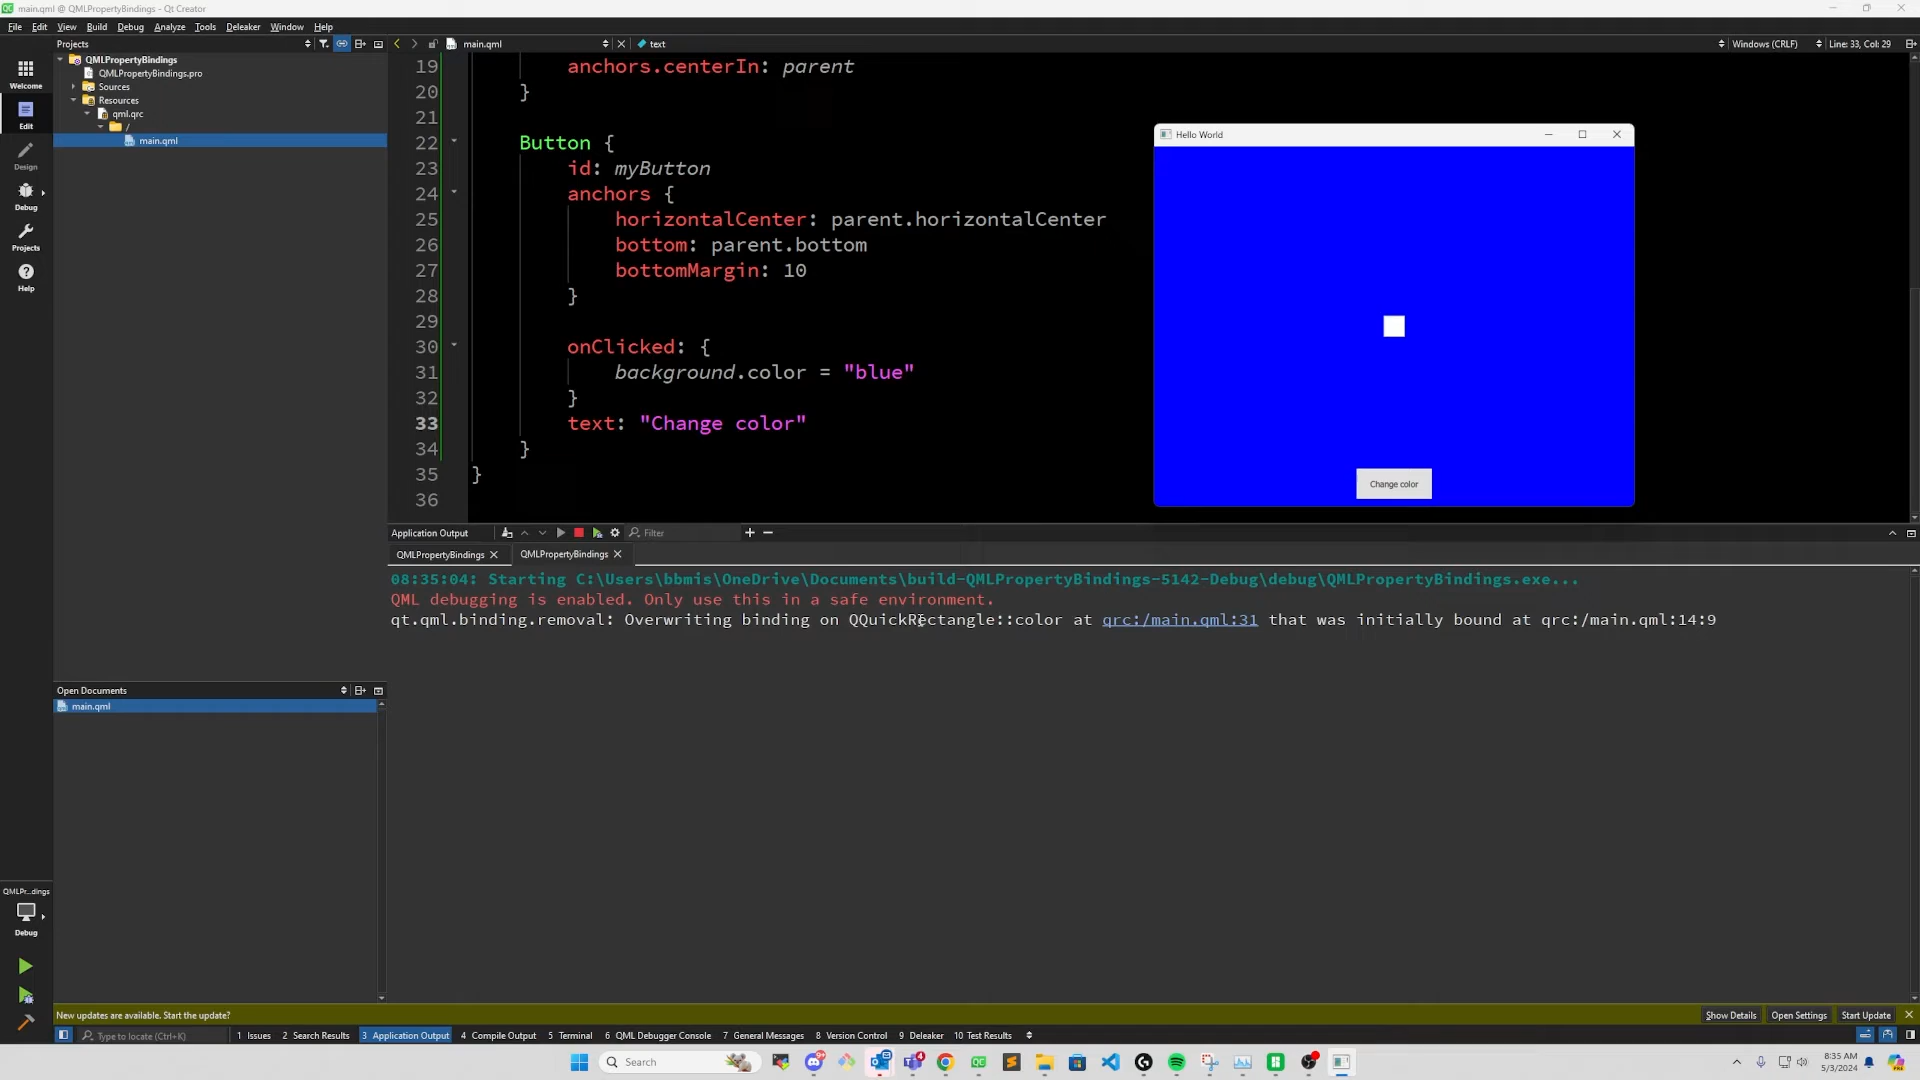 main.qml @ QMLPropertyBindings - Qt Creator
File Edit View Build Debug Analyze Tools Deleaker Window Help
Projects
main.qml
text
Windows (CRLF)
Line: 33, Col: 29
QMLPropertyBindings
QMLPropertyBindings.pro
Sources
Resources
qml.qrc
/
main.qml
Welcome
Edit
Design
Debug
Projects
Help
19 anchors.centerIn: parent
20 }
21
22 Button {
23 id: myButton
24 anchors {
25 horizontalCenter: parent.horizontalCenter
26 bottom: parent.bottom
27 bottomMargin: 10
28 }
29
30 onClicked: {
31 background.color = "blue"
32 }
33 text: "Change color"
34 }
35 }
36
Hello World
Change color
Application Output
Filter
QMLPropertyBindings
QMLPropertyBindings
08:35:04: Starting C:\Users\bbmis\OneDrive\Documents\build-QMLPropertyBindings-5142-Debug\debug\QMLPropertyBindings.exe...
QML debugging is enabled. Only use this in a safe environment.
qt.qml.binding.removal: Overwriting binding on QQuickRectangle::color at qrc:/main.qml:31 that was initially bound at qrc:/main.qml:14:9
Open Documents
main.qml
QMLPr...dings
Debug
New updates are available. Start the update?
Show Details
Open Settings
Start Update
Type to locate (Ctrl+K)
1 Issues 2 Search Results 3 Application Output 4 Compile Output 5 Terminal 6 QML Debugger Console 7 General Messages 8 Version Control 9 Deleaker 10 Test Results
Search
8:35 AM
5/3/2024